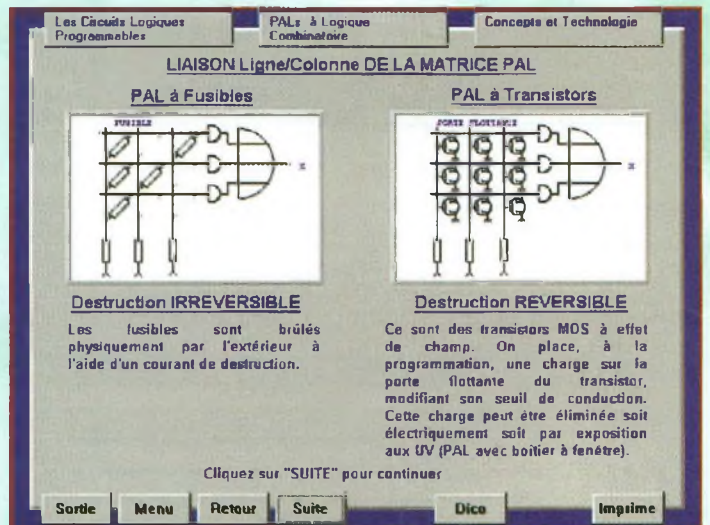 Les Circuits Logiques
Programmables
PALs à Logique
Combinatoire
Concepts et Technologie
LIAISON Ligne/Colonne DE LA MATRICE PAL
PAL à Fusibles
PAL à Transistors
FUSIBLE
PORTE FLOTTANTE
X
X
Destruction IRREVERSIBLE
Destruction REVERSIBLE
Les fusibles sont brûlés
physiquement par l'extérieur à
l'aide d'un courant de destruction.
Ce sont des transistors MOS à effet
de champ. On place, à la
programmation, une charge sur la
porte flottante du transistor,
modifiant son seuil de conduction.
Cette charge peut être éliminée soit
électriquement soit par exposition
aux UV (PAL avec boîtier à fenêtre).
Cliquez sur "SUITE" pour continuer
Sortie
Menu
Retour
Suite
Dico
Imprime